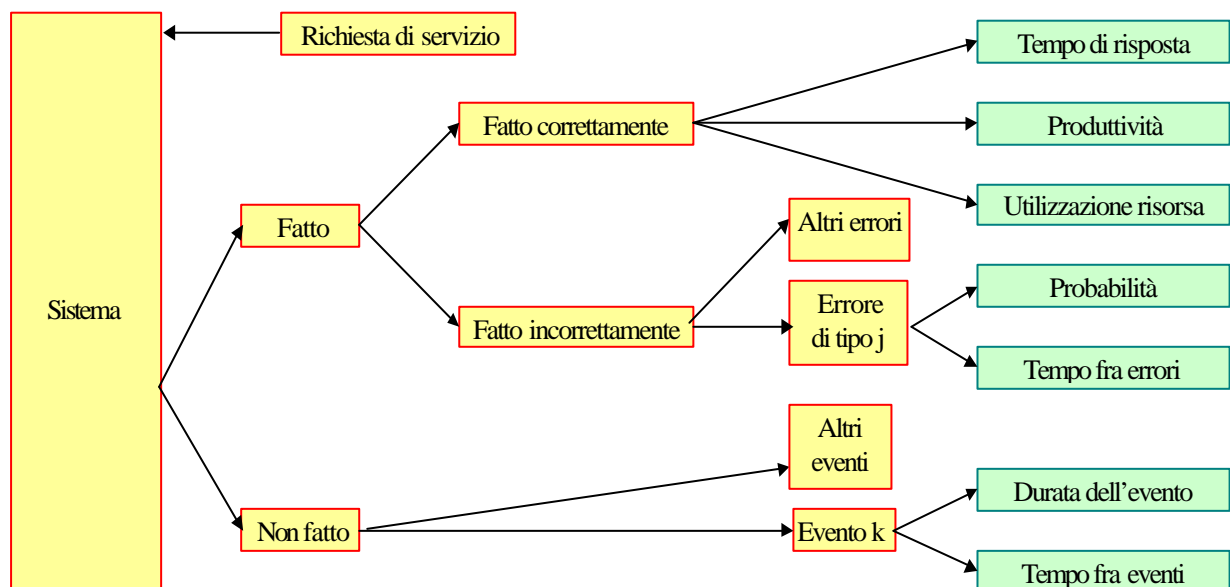 Richiesta di servizio
Tempo di risposta
Fatto correttamente
Produttività
Utilizzazione risorsa
Fatto
Altri errori
Sistema
Probabilità
Fatto incorrettamente
Errore
di tipo j
Tempo fra errori
Altri
eventi
Durata dell'evento
Non fatto
Evento k
Tempo fra eventi